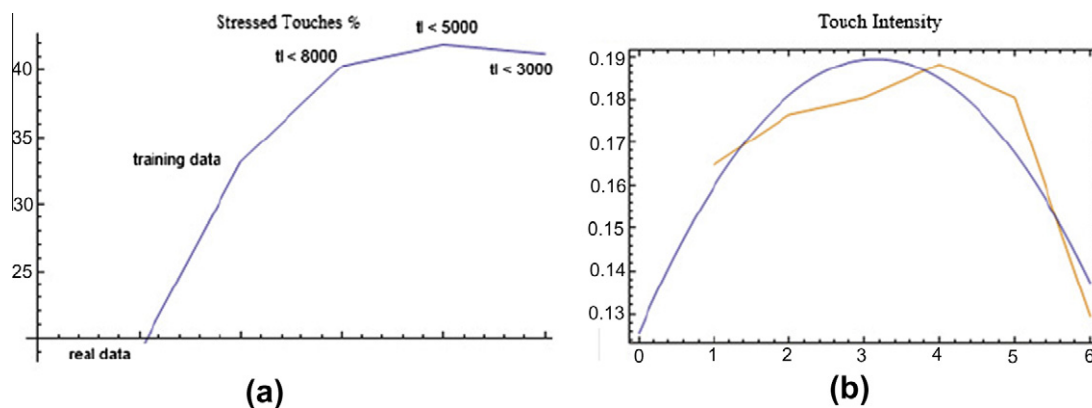 Stressed Touches %
tl < 5000
tl < 8000
tl < 3000
training data
real data
40
35
30
25
(a)
Touch Intensity
0.19
0.18
0.17
0.16
0.15
0.14
0.13
0 1 2 3 4 5 6
(b)